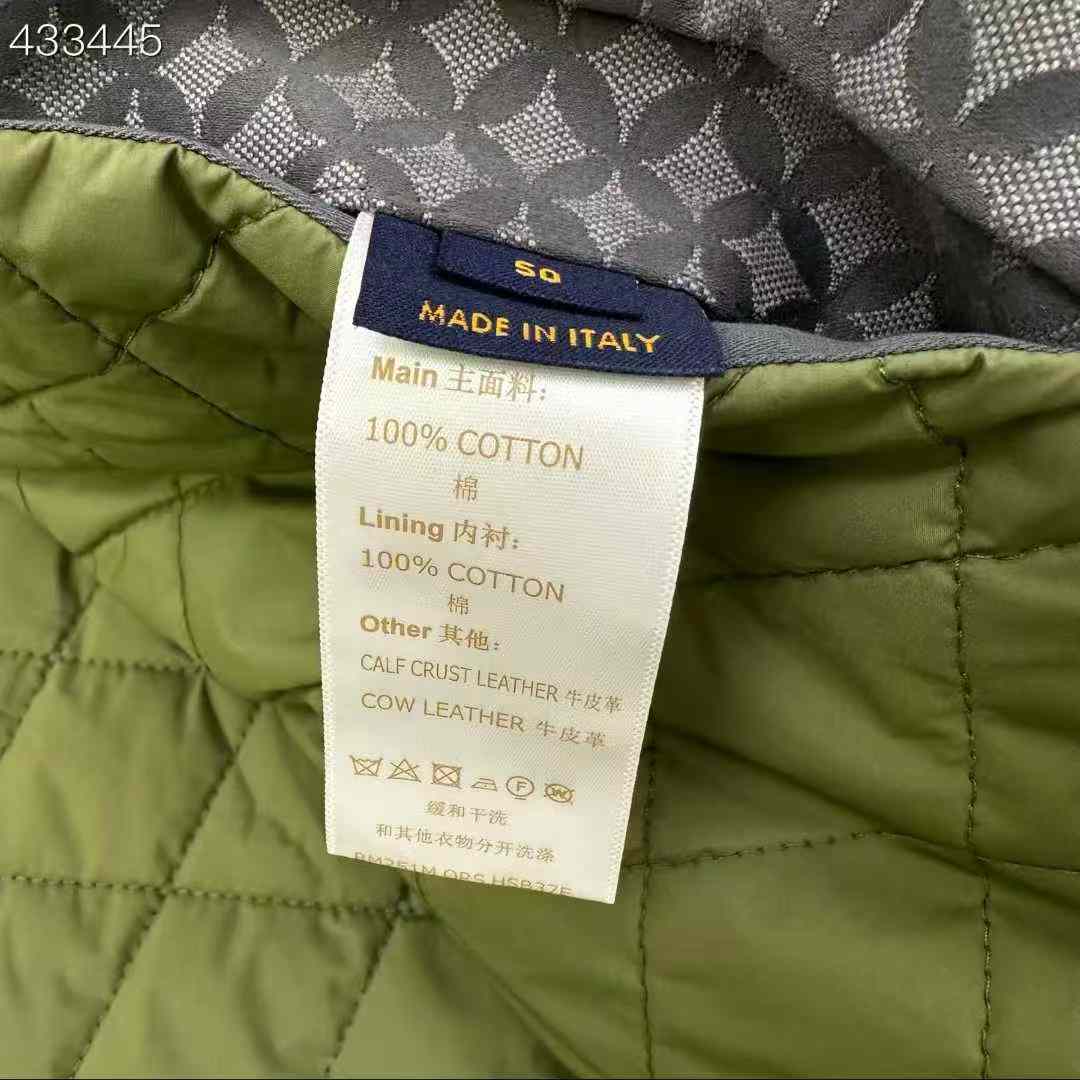 433445
50
MADE IN ITALY
Main 主面料:
100% COTTON
棉
Lining 内衬:
100% COTTON
棉
Other 其他:
CALF CRUST LEATHER 牛皮革
COW LEATHER 牛皮革
F W
缓和干洗
和其他衣物分开洗涤